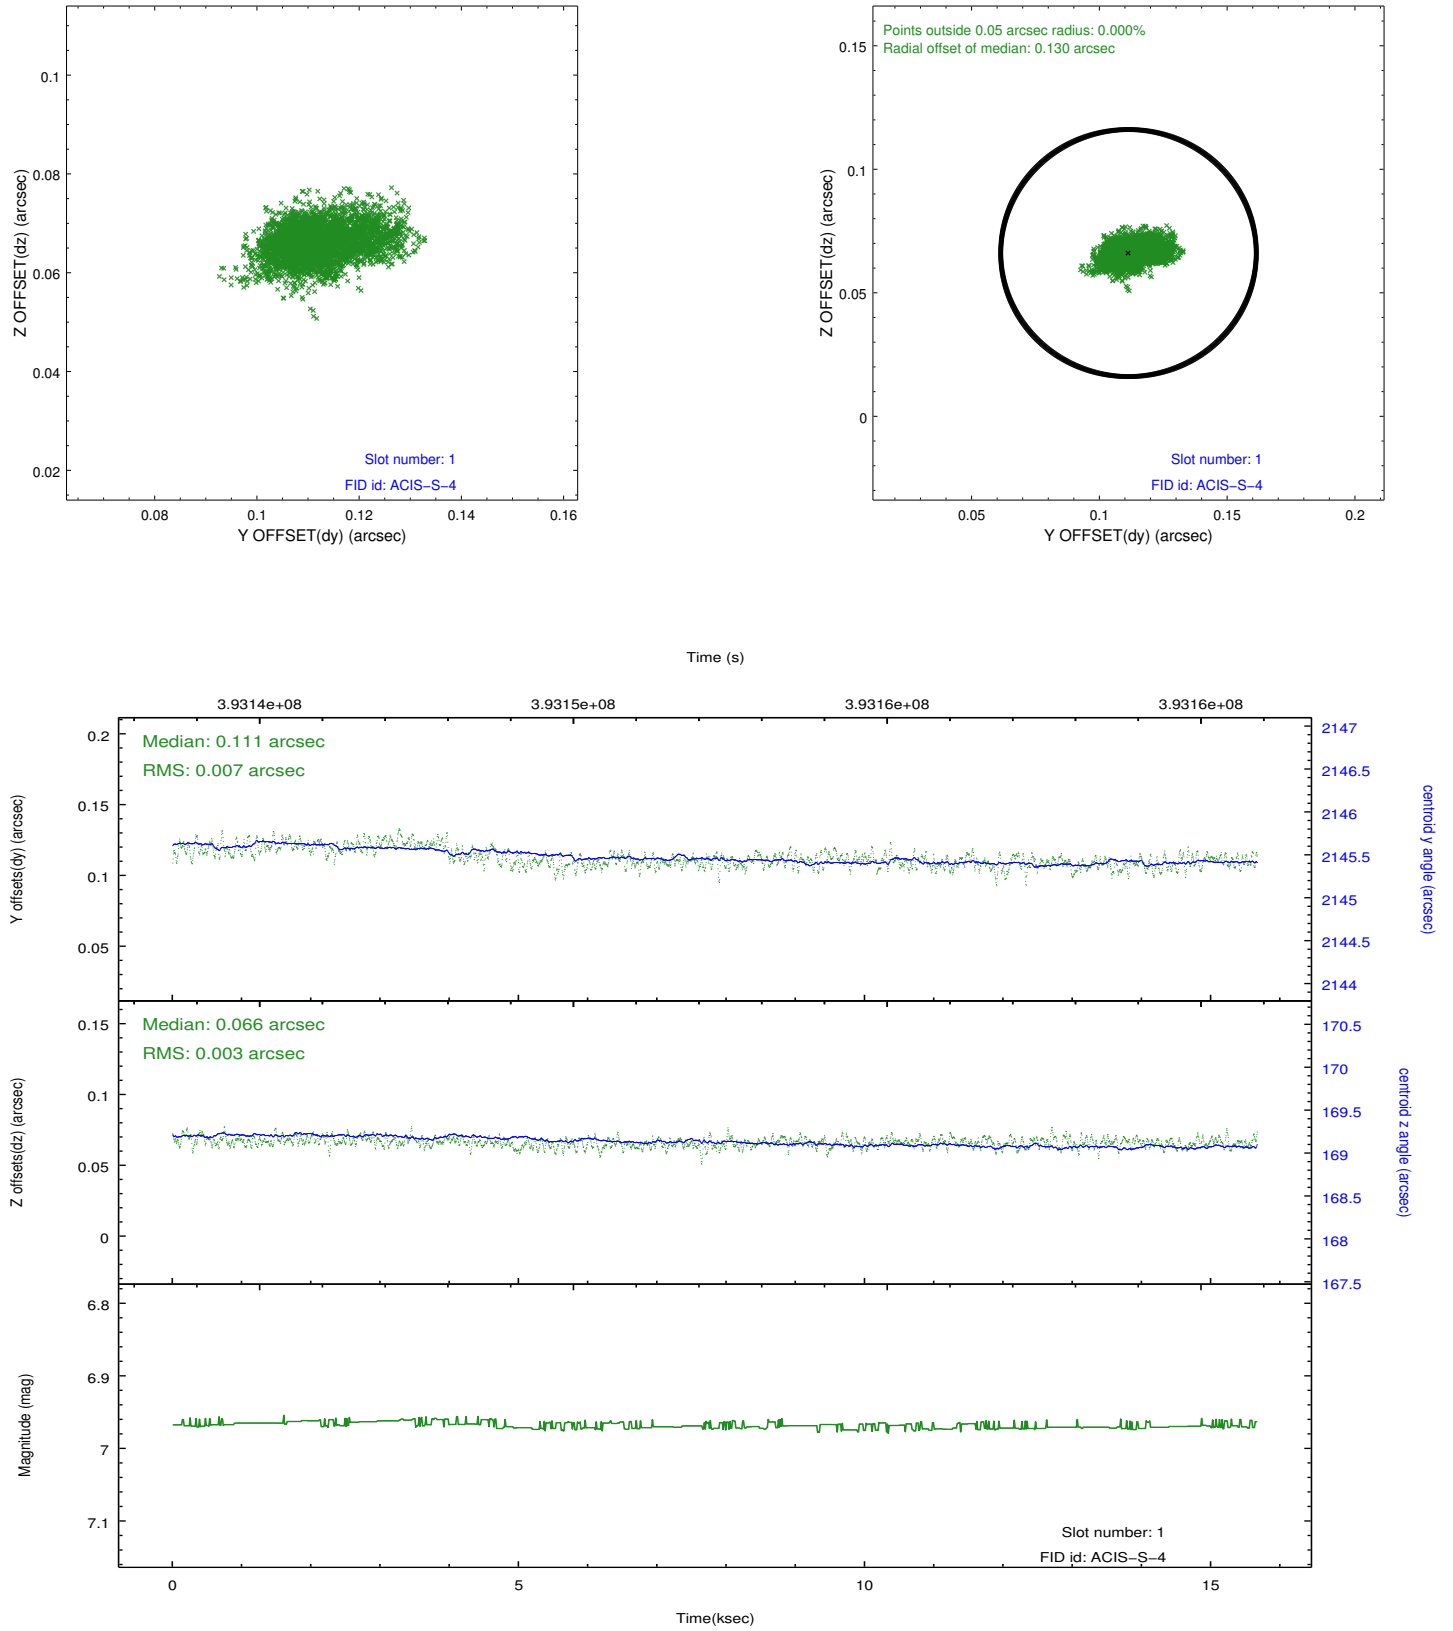 0.1
0.08
0.06
0.04
0.02
Z OFFSET(dz) (arcsec)
Slot number: 1
FID id: ACIS−S−4
0.08
0.1
0.12
0.14
0.16
Y OFFSET(dy) (arcsec)
Points outside 0.05 arcsec radius: 0.000%
Radial offset of median: 0.130 arcsec
0.15
0.1
0.05
0
Z OFFSET(dz) (arcsec)
Slot number: 1
FID id: ACIS−S−4
0.05
0.1
0.15
0.2
Y OFFSET(dy) (arcsec)
Time (s)
3.9314e+08
3.9315e+08
3.9316e+08
3.9316e+08
Median: 0.111 arcsec
RMS: 0.007 arcsec
0.2
0.15
0.1
0.05
Y offsets(dy) (arcsec)
2147
2146.5
2146
2145.5
2145
2144.5
2144
centroid y angle (arcsec)
Median: 0.066 arcsec
RMS: 0.003 arcsec
0.15
0.1
0.05
0
Z offsets(dz) (arcsec)
170.5
170
169.5
169
168.5
168
167.5
centroid z angle (arcsec)
6.8
6.9
7
7.1
Magnitude (mag)
Slot number: 1
FID id: ACIS−S−4
0
5
10
15
Time(ksec)